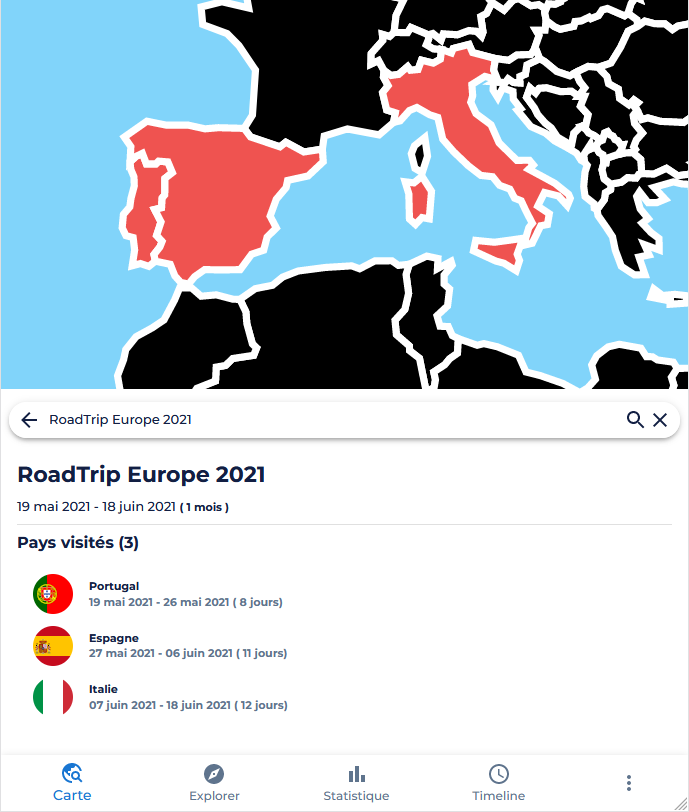 RoadTrip Europe 2021
RoadTrip Europe 2021
19 mai 2021 - 18 juin 2021 ( 1 mois )
Pays visités (3)
Portugal
19 mai 2021 - 26 mai 2021 ( 8 jours)
Espagne
27 mai 2021 - 06 juin 2021 ( 11 jours)
Italie
07 juin 2021 - 18 juin 2021 ( 12 jours)
Carte Explorer Statistique Timeline